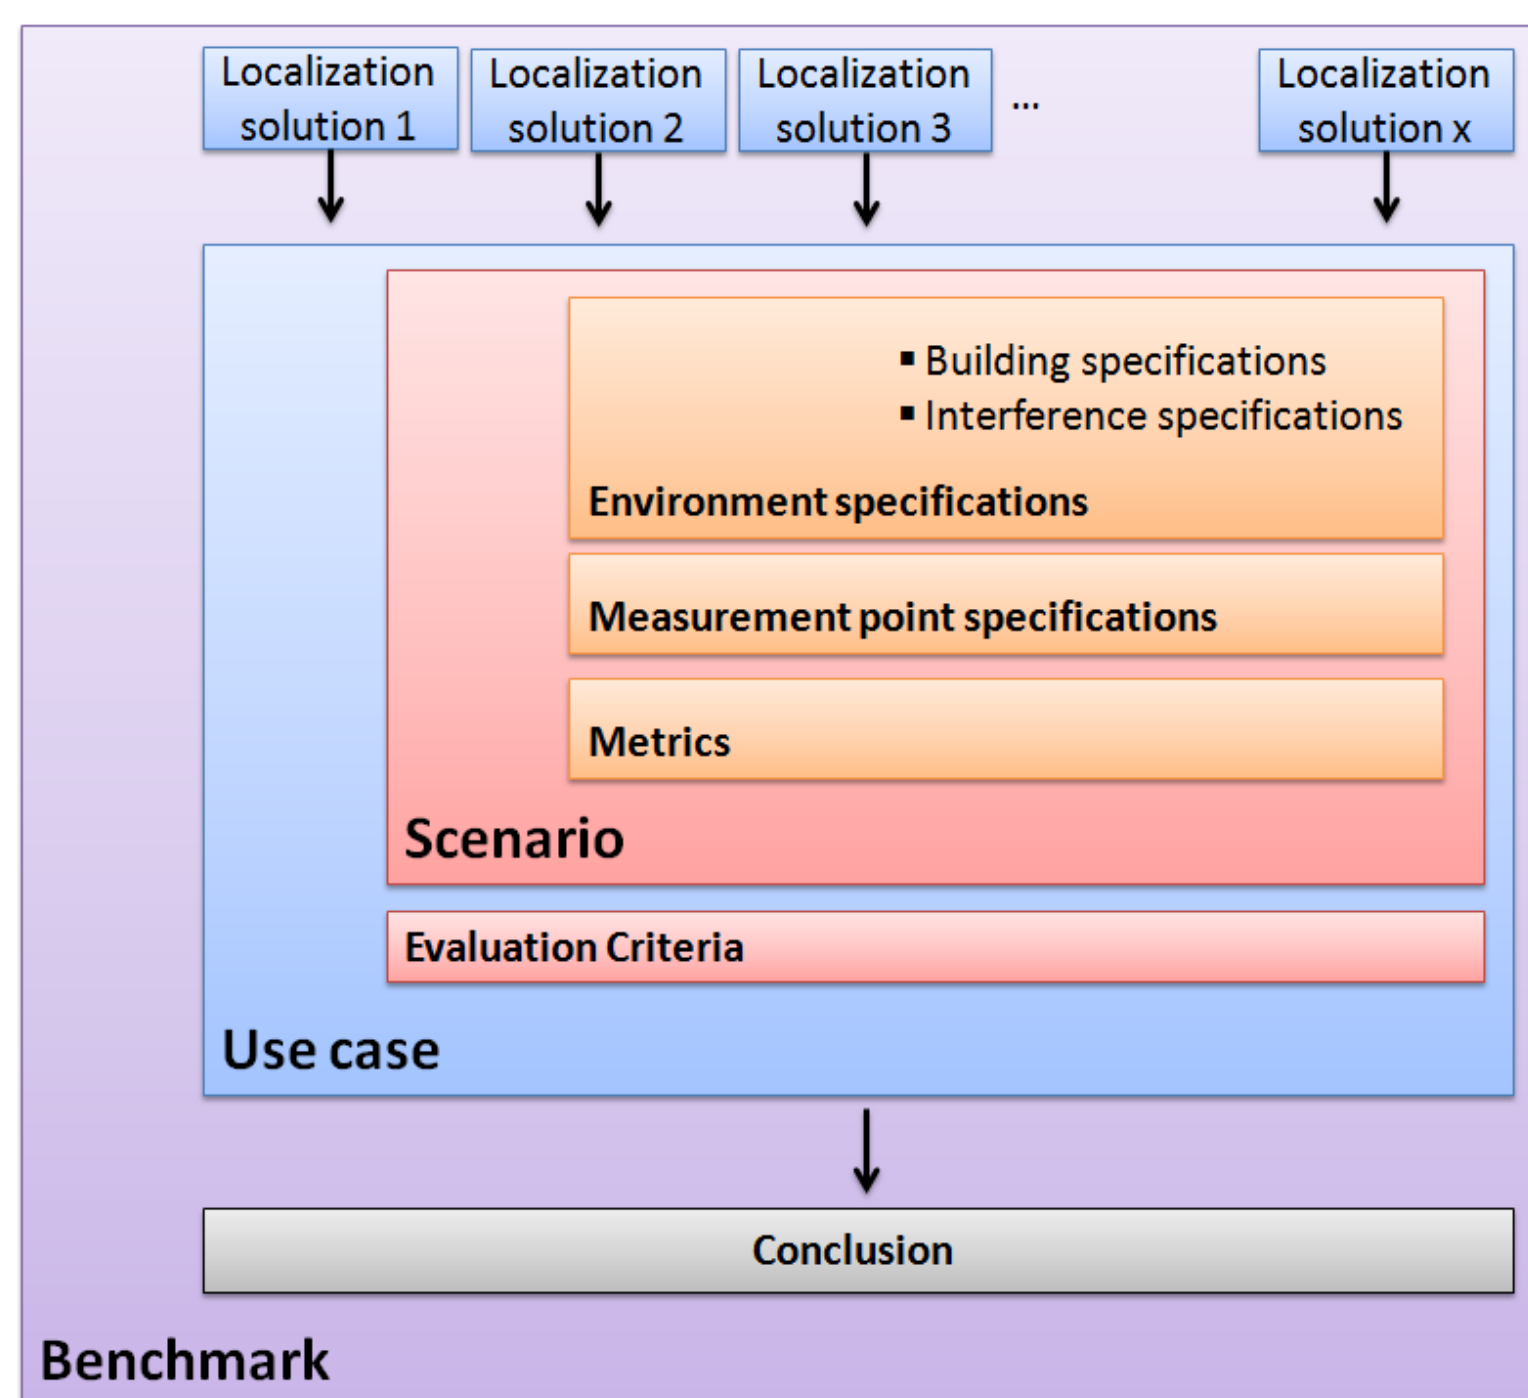 Localization
solution 1
Localization
solution 2
Localization
solution 3
...
Localization
solution x
▪ Building specifications
▪ Interference specifications
Environment specifications
Measurement point specifications
Metrics
Scenario
Evaluation Criteria
Use case
Conclusion
Benchmark